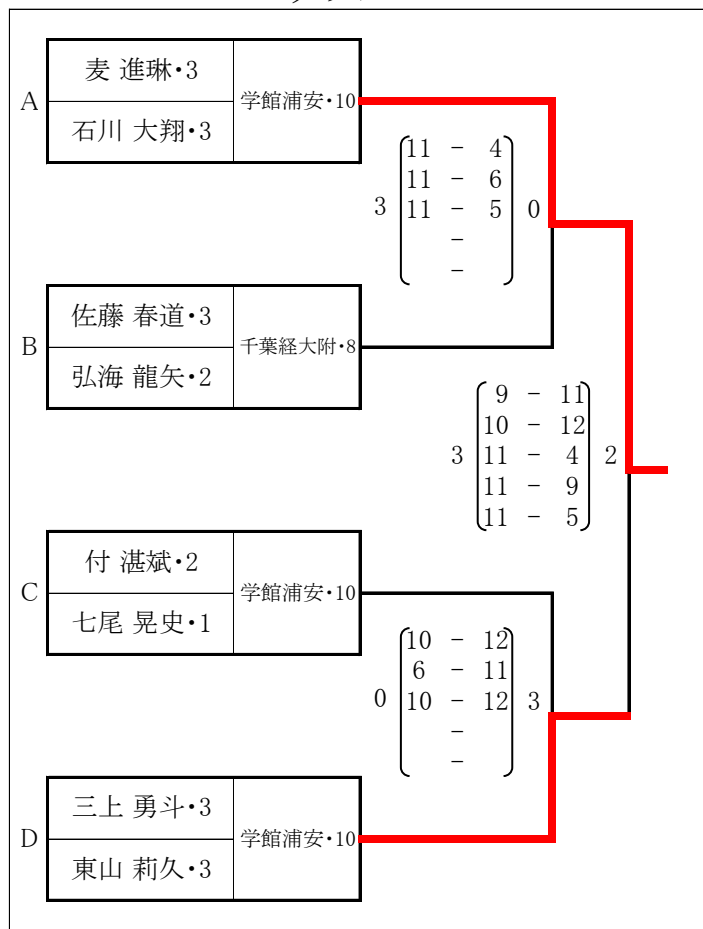 A
麦 進琳・3
石川 大翔・3
学館浦安・10
3
11 - 4
11 - 6
11 - 5
-
-
0
B
佐藤 春道・3
弘海 龍矢・2
千葉経大附・8
3
9 - 11
10 - 12
11 - 4
11 - 9
11 - 5
2
C
付 湛斌・2
七尾 晃史・1
学館浦安・10
0
10 - 12
6 - 11
10 - 12
-
-
3
D
三上 勇斗・3
東山 莉久・3
学館浦安・10